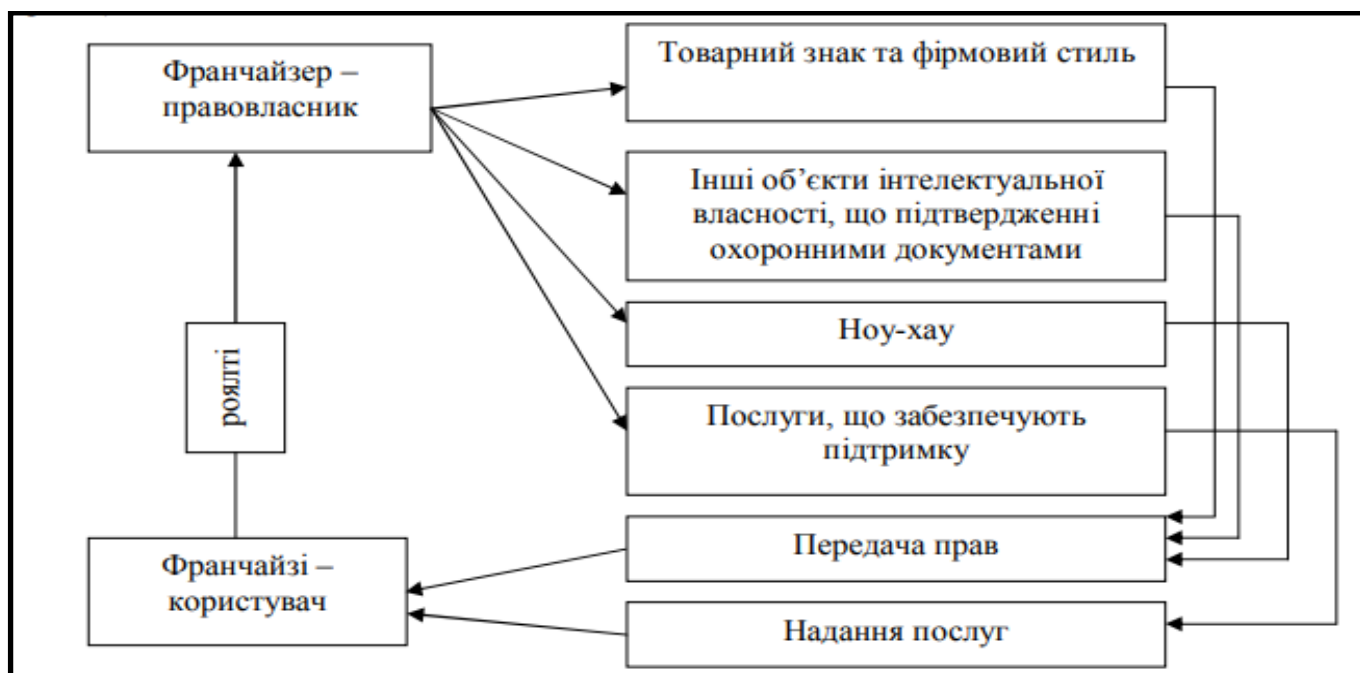 Франчайзер –
правовласник
Товарний знак та фірмовий стиль
Інші об’єкти інтелектуальної
власності, що підтвердженні
охоронними документами
Ноу-хау
роялті
Послуги, що забезпечують
підтримку
Франчайзі –
користувач
Передача прав
Надання послуг